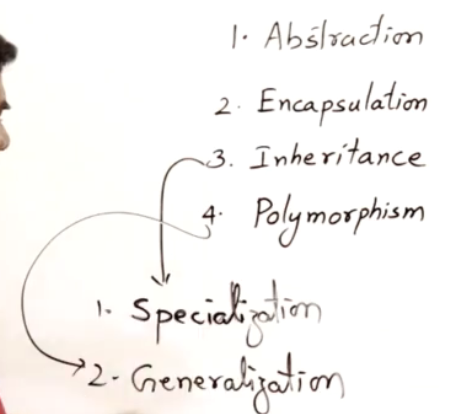 1. Abstraction
2. Encapsulation
3. Inheritance
4. Polymorphism
1. Specialization
2. Generalization